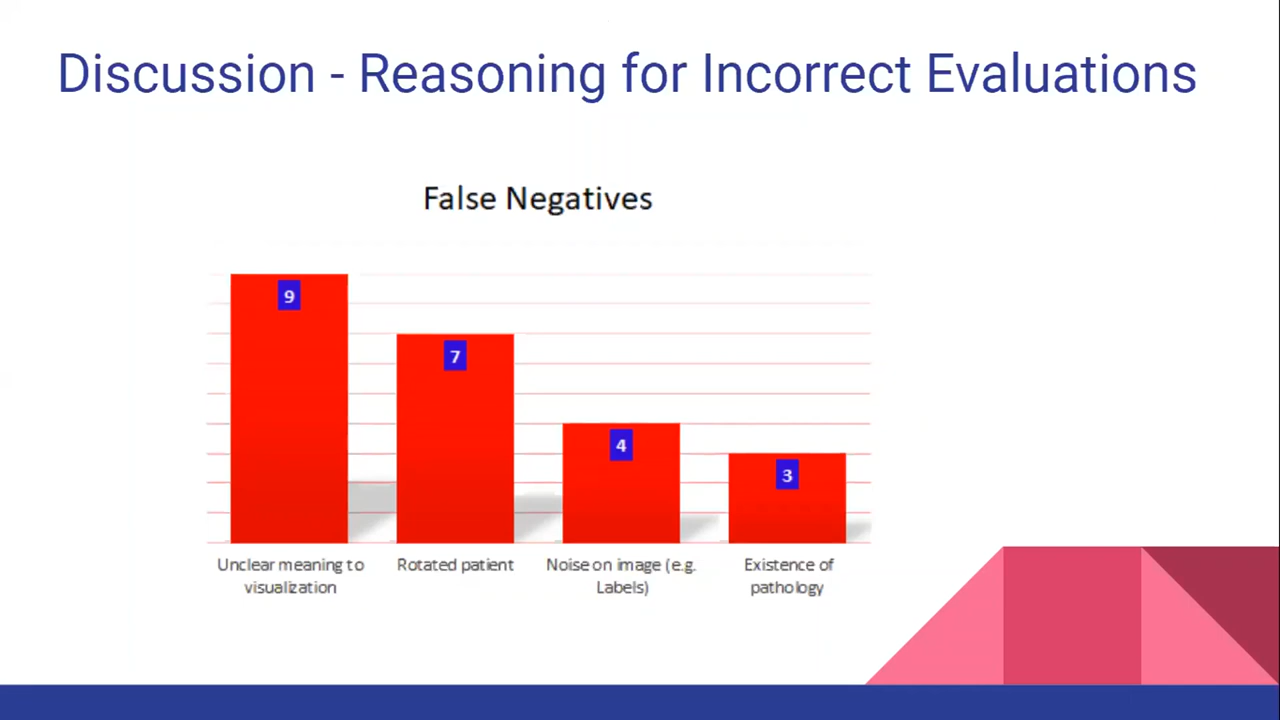 Discussion - Reasoning for Incorrect Evaluations
False Negatives
9
7
4
3
Unclear meaning to
visualization
Rotated patient
Noise on image (e.g.
Labels)
Existence of
pathology